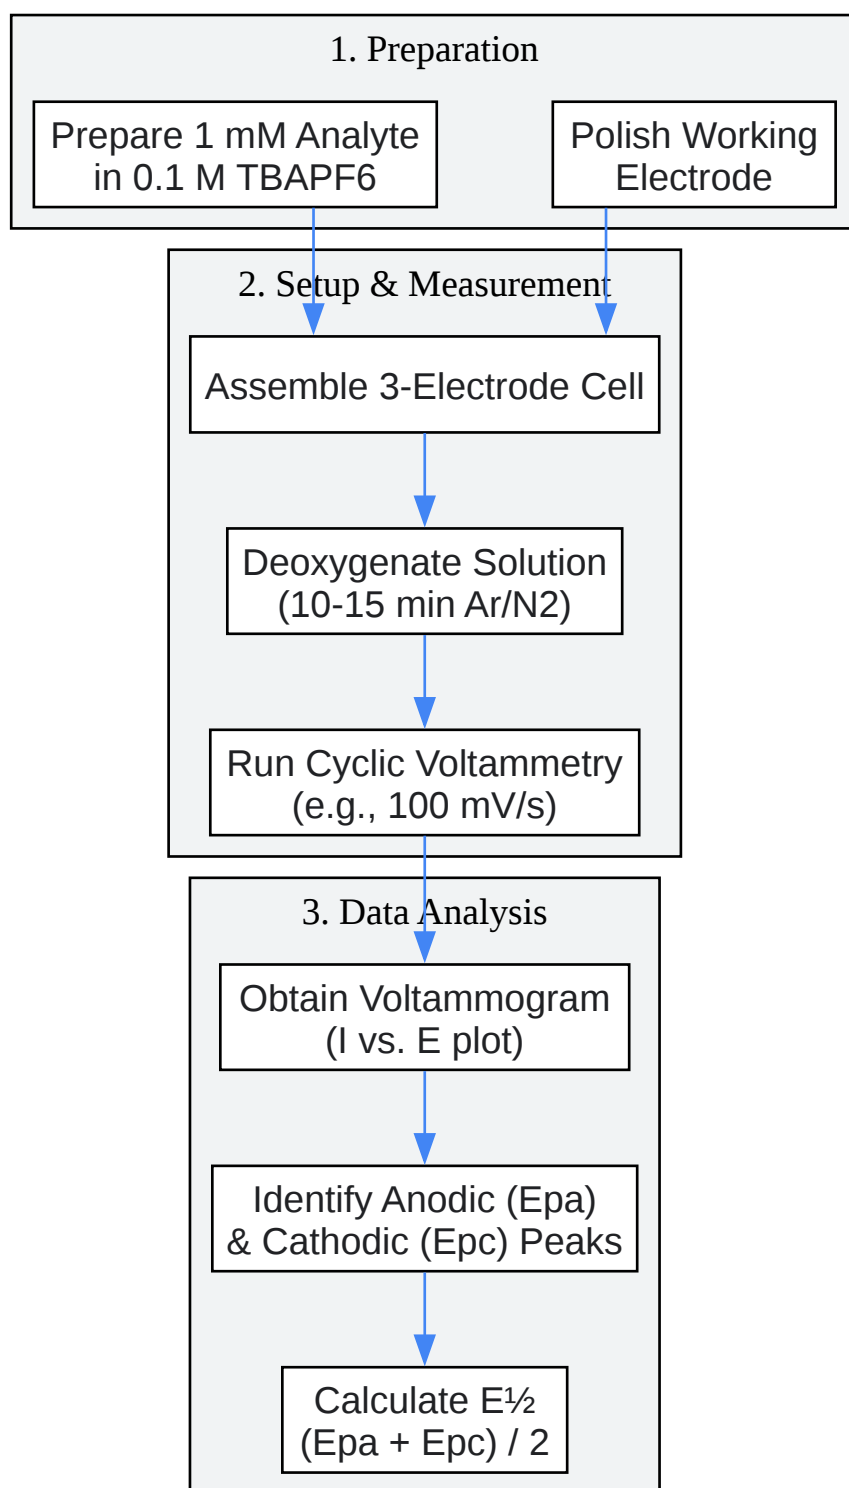 1. Preparation
Prepare 1 mM Analyte
in 0.1 M TBAPF6
Polish Working
Electrode
2. Setup & Measurement
Assemble 3-Electrode Cell
Deoxygenate Solution
(10-15 min Ar/N2)
Run Cyclic Voltammetry
(e.g., 100 mV/s)
3. Data Analysis
Obtain Voltammogram
(I vs. E plot)
Identify Anodic (Epa)
& Cathodic (Epc) Peaks
Calculate E½
(Epa + Epc) / 2